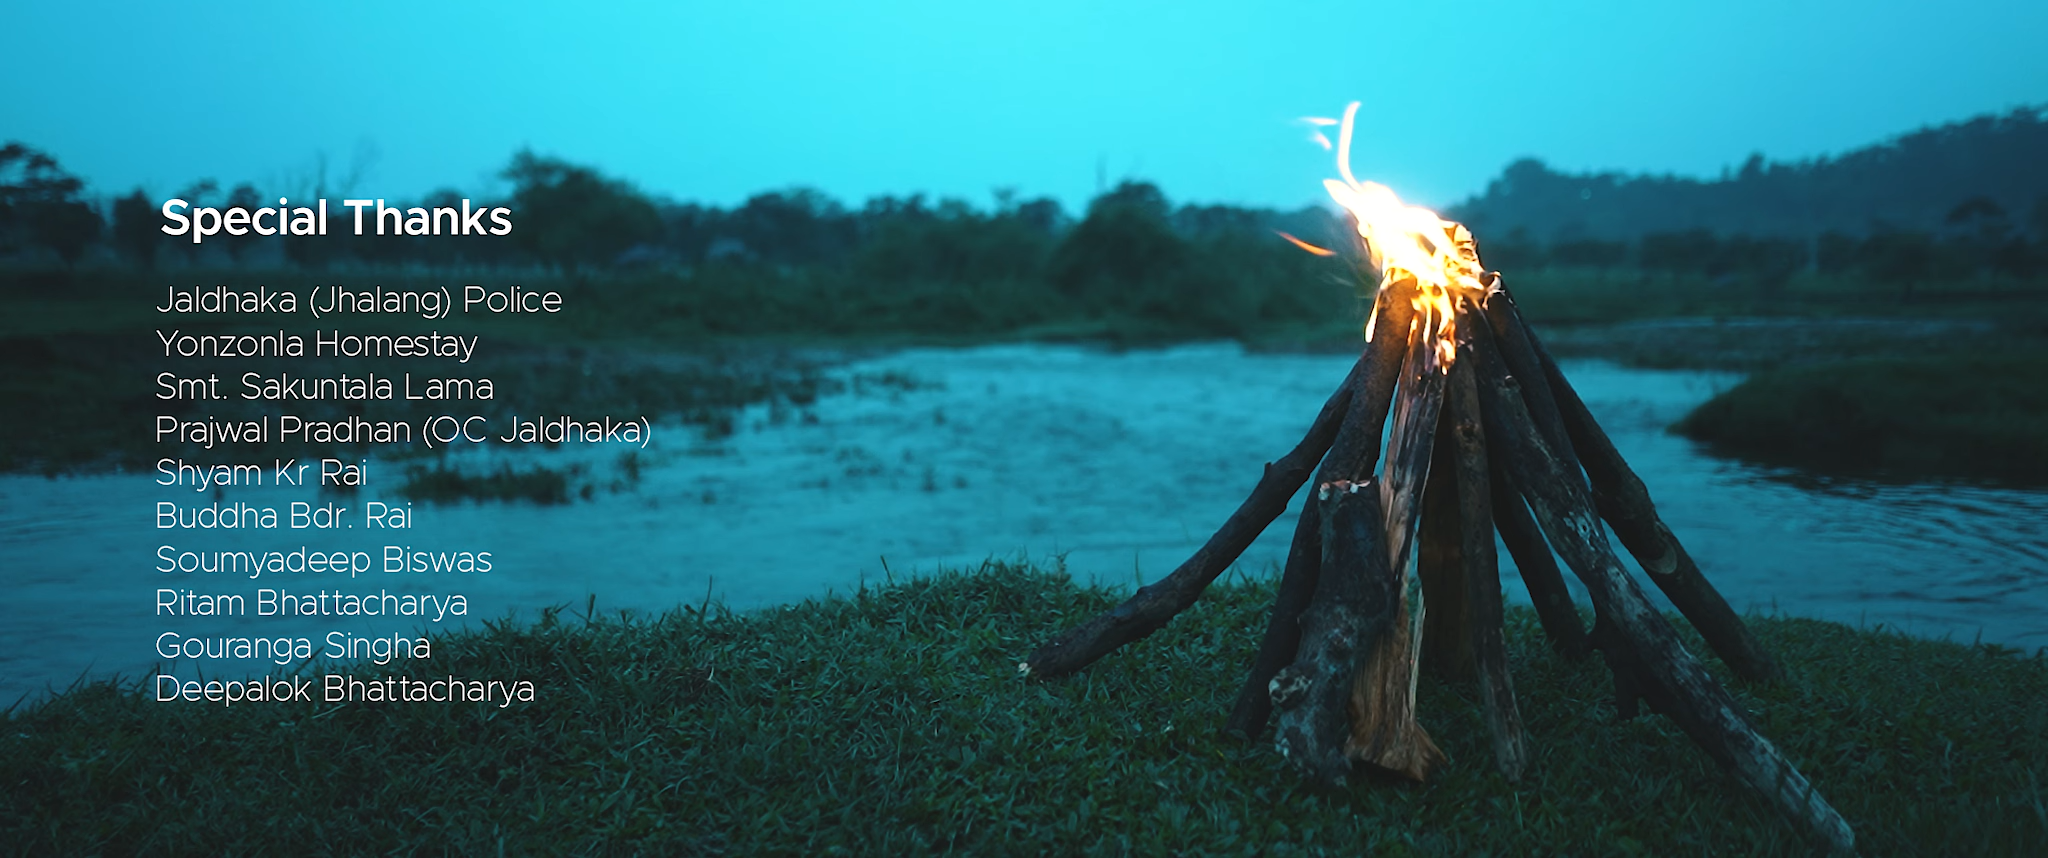 Special Thanks
Jaldhaka (Jhalang) Police
Yonzonla Homestay
Smt. Sakuntala Lama
Prajwal Pradhan (OC Jaldhaka)
Shyam Kr Rai
Buddha Bdr. Rai
Soumyadeep Biswas
Ritam Bhattacharya
Gouranga Singha
Deepalok Bhattacharya